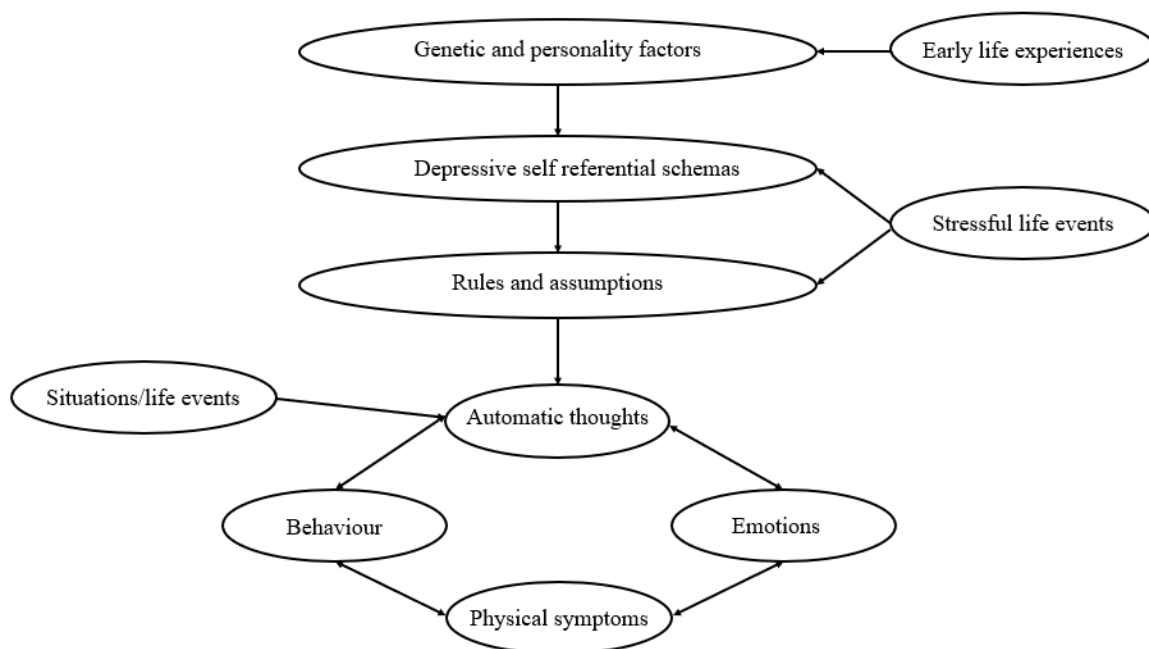 Genetic and personality factors
Early life experiences
Depressive self referential schemas
Stressful life events
Rules and assumptions
Situations/life events
Automatic thoughts
Behaviour
Emotions
Physical symptoms